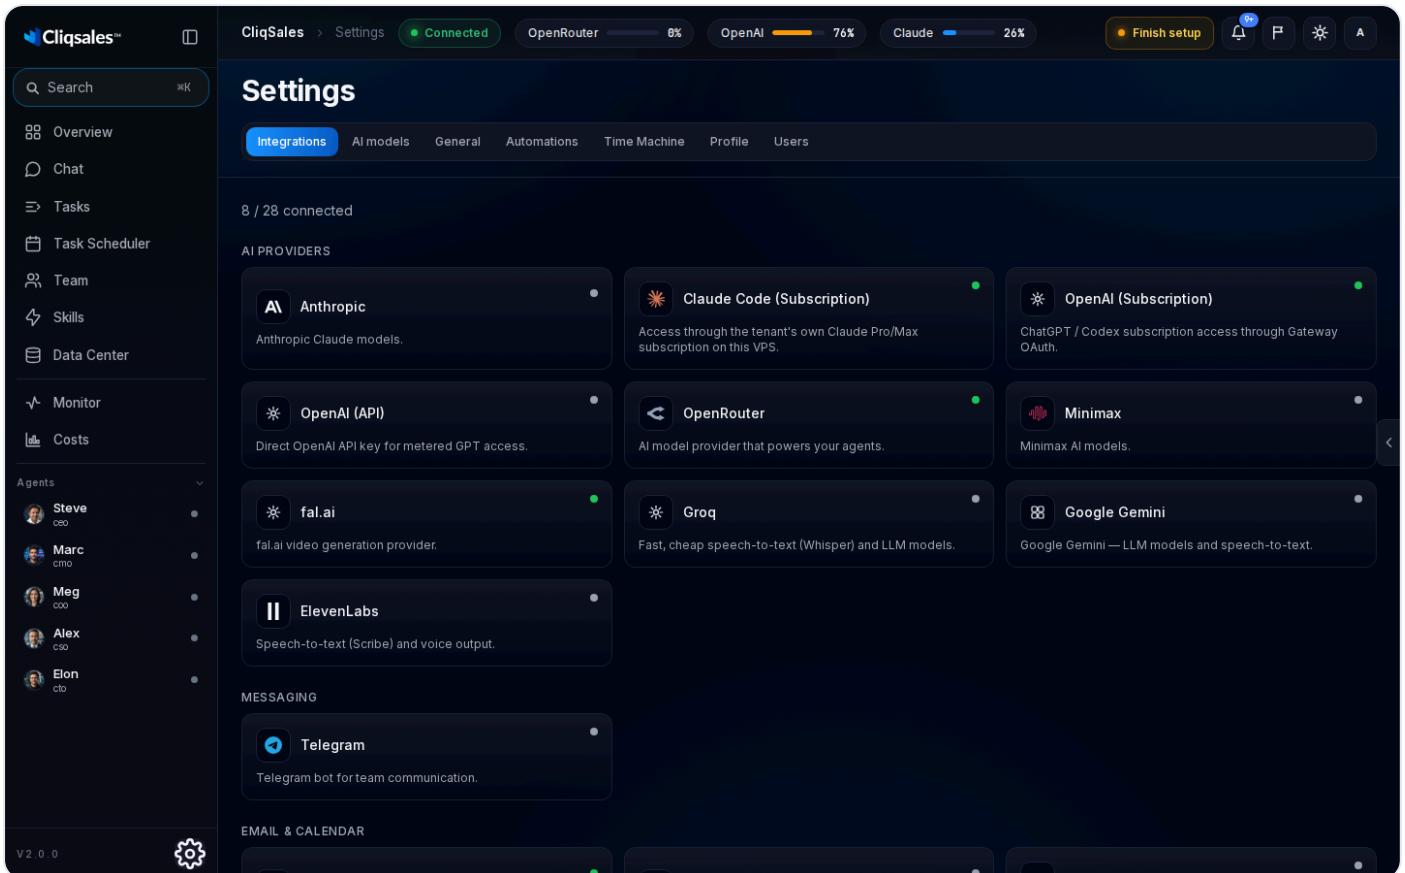 Cliqsales™
Search ⌘K
Overview
Chat
Tasks
Task Scheduler
Team
Skills
Data Center
Monitor
Costs
Agents
Steve
ceo
Marc
cmo
Meg
coo
Alex
cso
Elon
cto
V2.0.0
CliqSales › Settings
Connected
OpenRouter 0%
OpenAI 76%
Claude 26%
Finish setup
9+
A
Settings
Integrations AI models General Automations Time Machine Profile Users
8 / 28 connected
AI PROVIDERS
Anthropic
Anthropic Claude models.
Claude Code (Subscription)
Access through the tenant's own Claude Pro/Max
subscription on this VPS.
OpenAI (Subscription)
ChatGPT / Codex subscription access through Gateway
OAuth.
OpenAI (API)
Direct OpenAI API key for metered GPT access.
OpenRouter
AI model provider that powers your agents.
Minimax
Minimax AI models.
fal.ai
fal.ai video generation provider.
Groq
Fast, cheap speech-to-text (Whisper) and LLM models.
Google Gemini
Google Gemini — LLM models and speech-to-text.
ElevenLabs
Speech-to-text (Scribe) and voice output.
MESSAGING
Telegram
Telegram bot for team communication.
EMAIL & CALENDAR